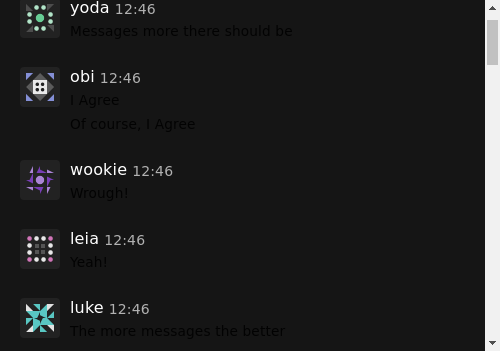 yoda 12:46
Messages more there should be
obi 12:46
I Agree
Of course, I Agree
wookie 12:46
Wrough!
leia 12:46
Yeah!
luke 12:46
The more messages the better